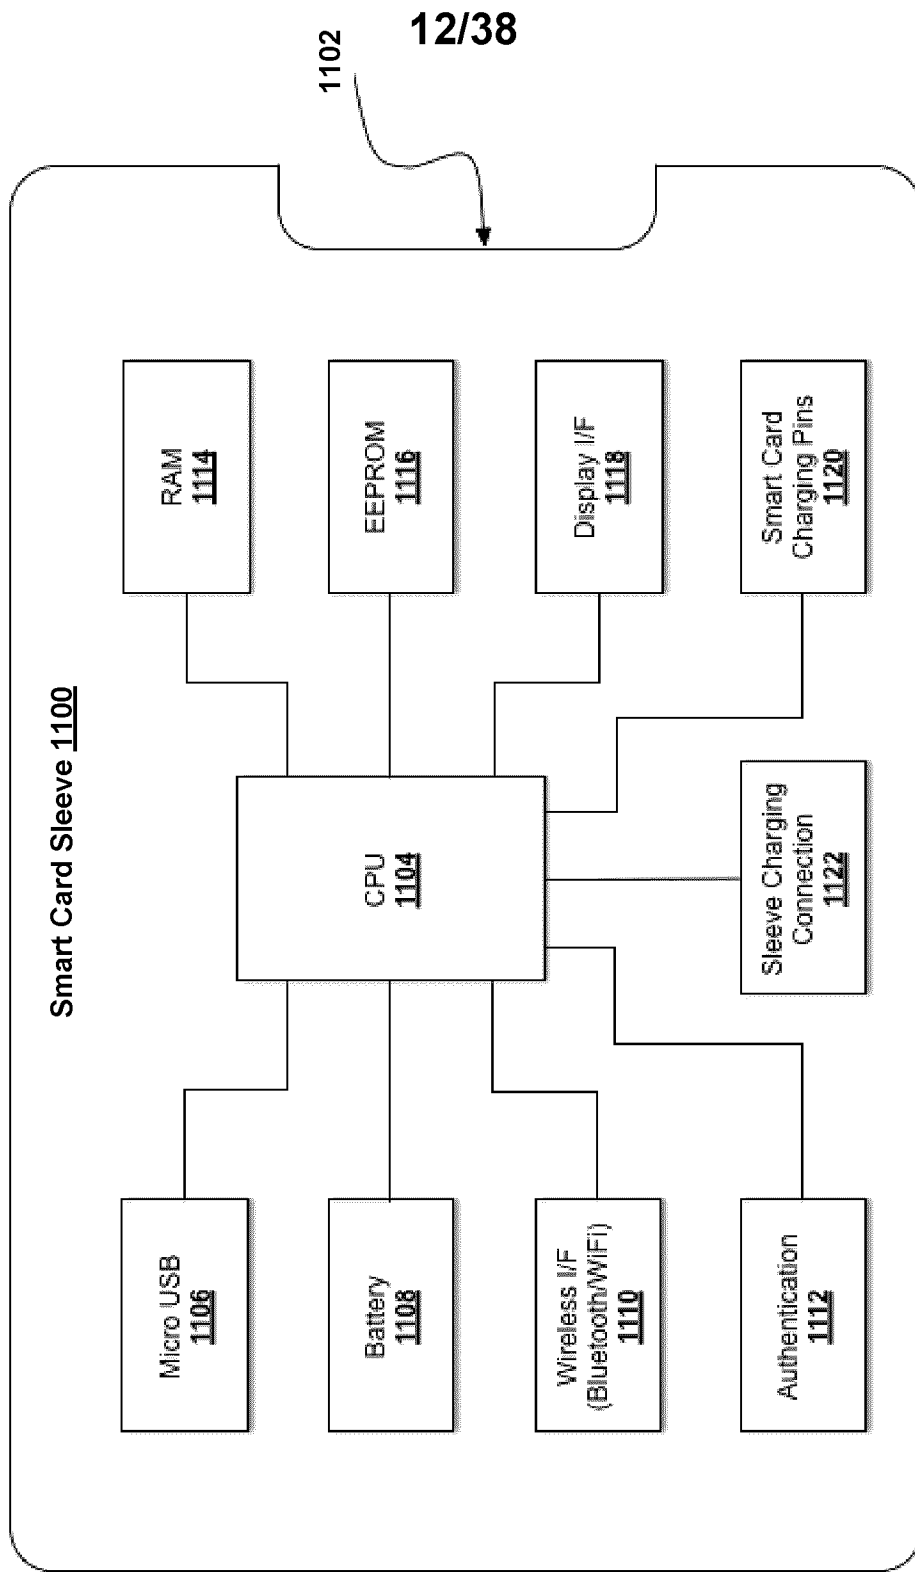 12/38
1102
Smart Card Sleeve 1100
Micro USB
1106
Battery
1108
Wireless I/F
(Bluetooth/WiFi)
1110
Authentication
1112
CPU
1104
Sleeve Charging
Connection
1122
RAM
1114
EEPROM
1116
Display I/F
1118
Smart Card
Charging Pins
1120